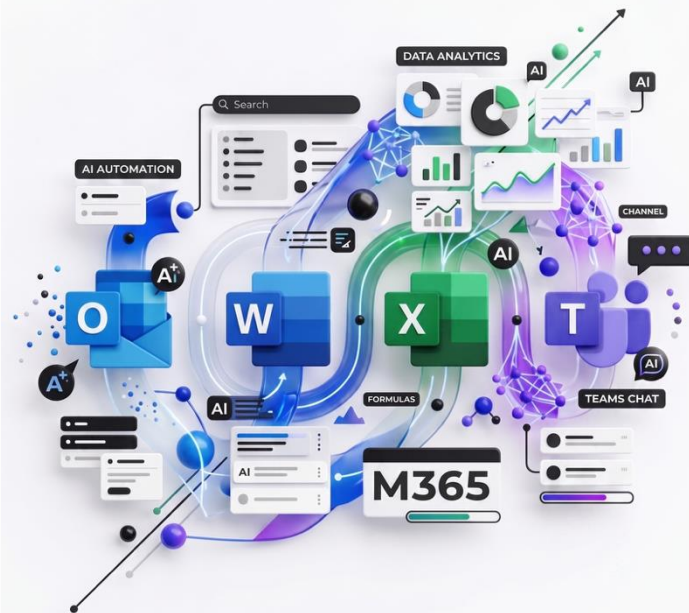 DATA ANALYTICS
AI
AI
Search
AI AUTOMATION
CHANNEL
AI
AI
O
W
X
T
A+
AI
TEAMS CHAT
AI
FORMULAS
AI
M365